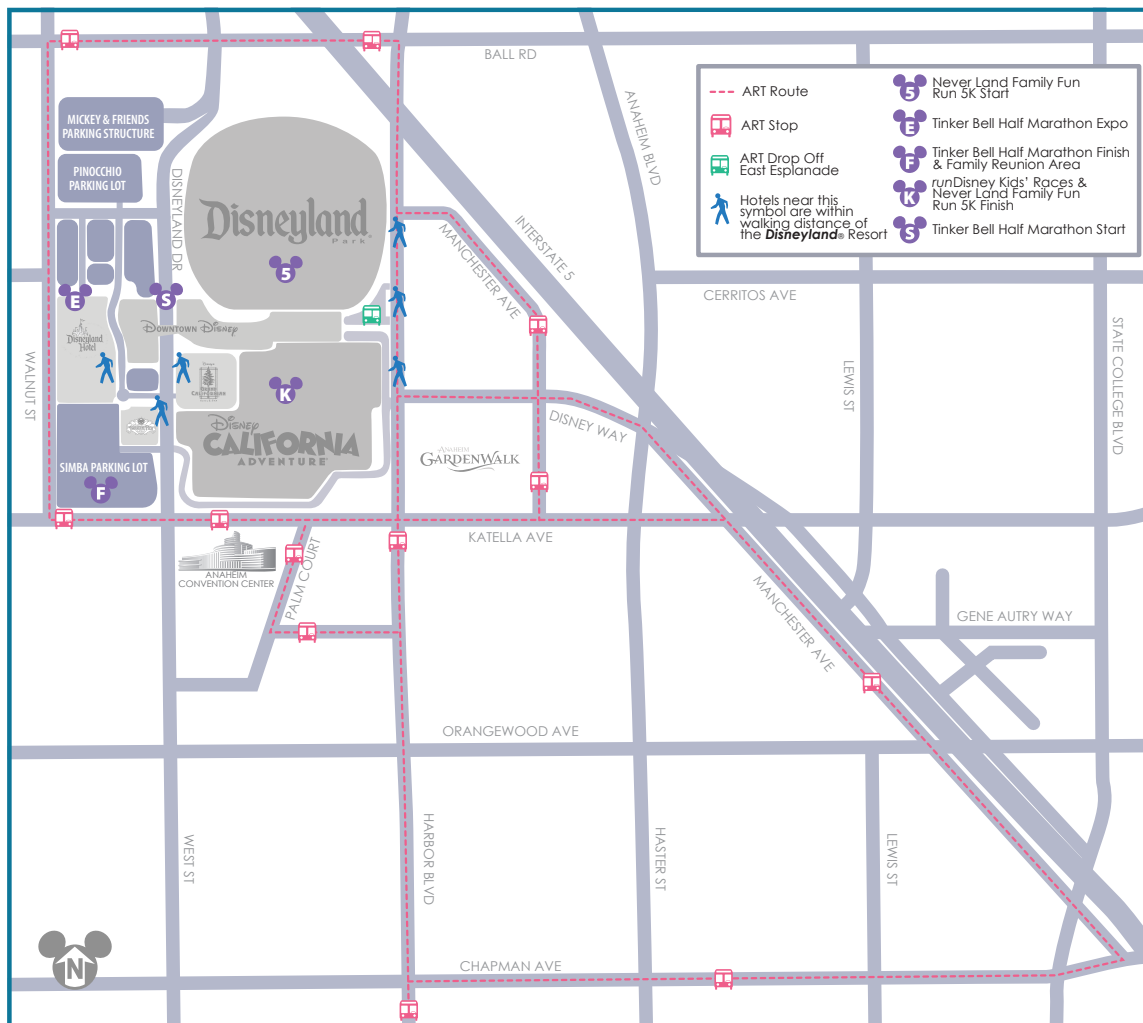 BALL RD
ART Route
ART Stop
ART Drop Off
East Esplanade
Hotels near this
symbol are within
walking distance of
the Disneyland® Resort
5
Never Land Family Fun
Run 5K Start
E
Tinker Bell Half Marathon Expo
F
Tinker Bell Half Marathon Finish
& Family Reunion Area
K
runDisney Kids' Races &
Never Land Family Fun
Run 5K Finish
S
Tinker Bell Half Marathon Start
MICKEY & FRIENDS
PARKING STRUCTURE
PINOCCHIO
PARKING LOT
DISNEYLAND DR
Disneyland
Park
5
ANAHEIM BLVD
INTERSTATE 5
MANCHESTER AVE
CERRITOS AVE
E
S
Disneyland
Hotel
DOWNTOWN DISNEY
WALNUT ST
LEWIS ST
STATE COLLEGE BLVD
K
DISNEY WAY
Disney
CALIFORNIA
ADVENTURE
ANAHEIM
GARDENWALK
SIMBA PARKING LOT
F
KATELLA AVE
ANAHEIM
CONVENTION CENTER
PALM COURT
MANCHESTER AVE
GENE AUTRY WAY
ORANGEWOOD AVE
WEST ST
HARBOR BLVD
HASTER ST
LEWIS ST
N
CHAPMAN AVE